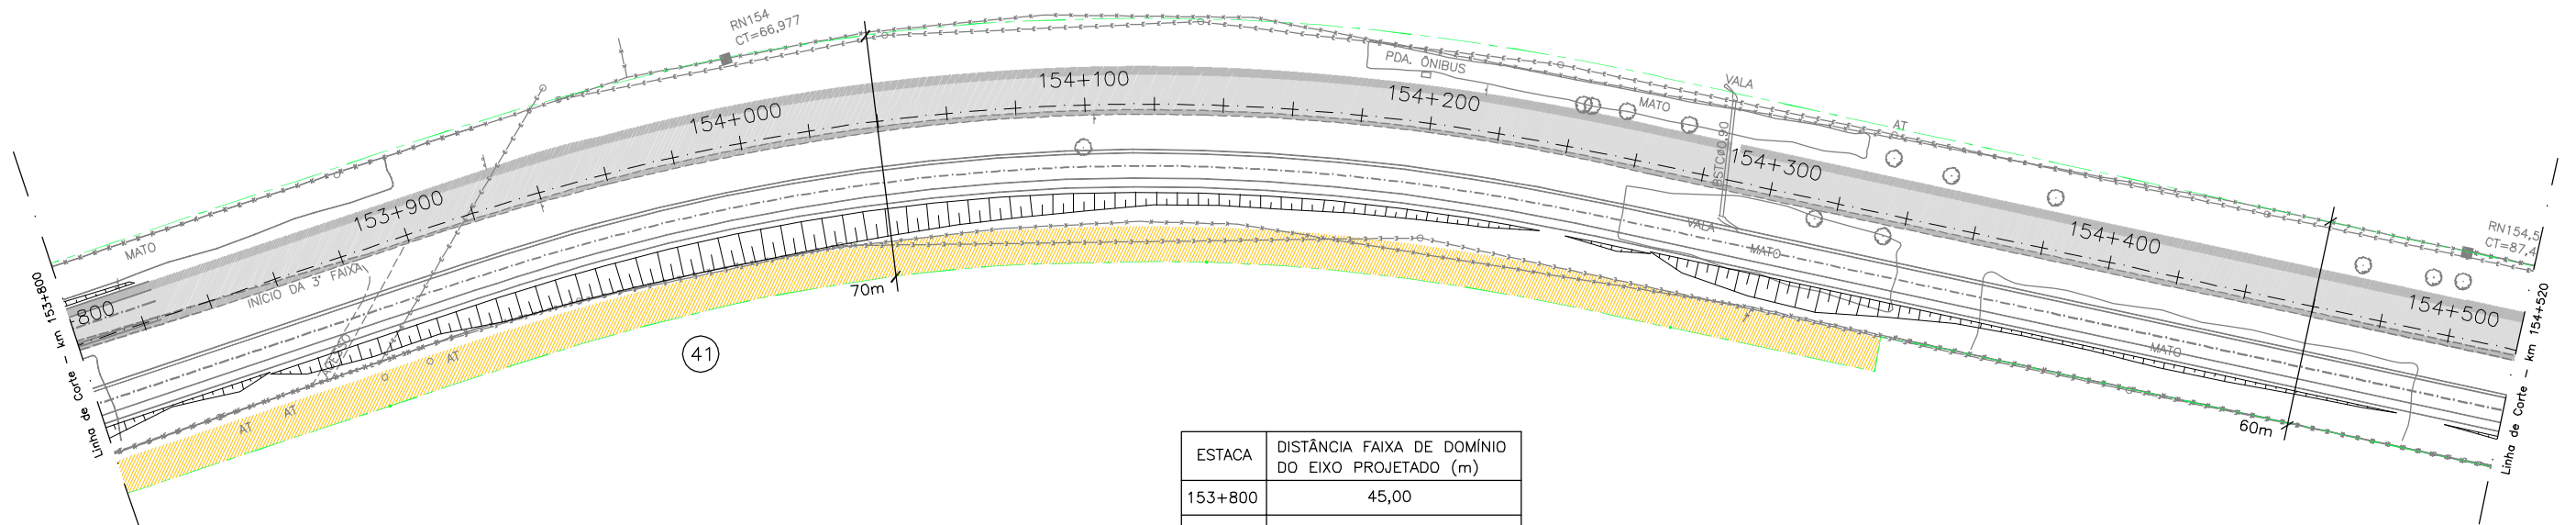 RN154
CT=66,977
PDA. ÔNIBUS
VALA
MATO
AT
154+000
154+100
154+200
153+900
154+300
154+400
154+500
800
BSTCø0,90
MATO
INÍCIO DA 3ª FAIXA
VALA
MATO
MATO
RN154,5
CT=87,4
Linha de Corte – km 153+800
Linha de Corte – km 154+520
70m
60m
41
AT
AT
AT
ESTACA
DISTÂNCIA FAIXA DE DOMÍNIO
DO EIXO PROJETADO (m)
153+800
45,00